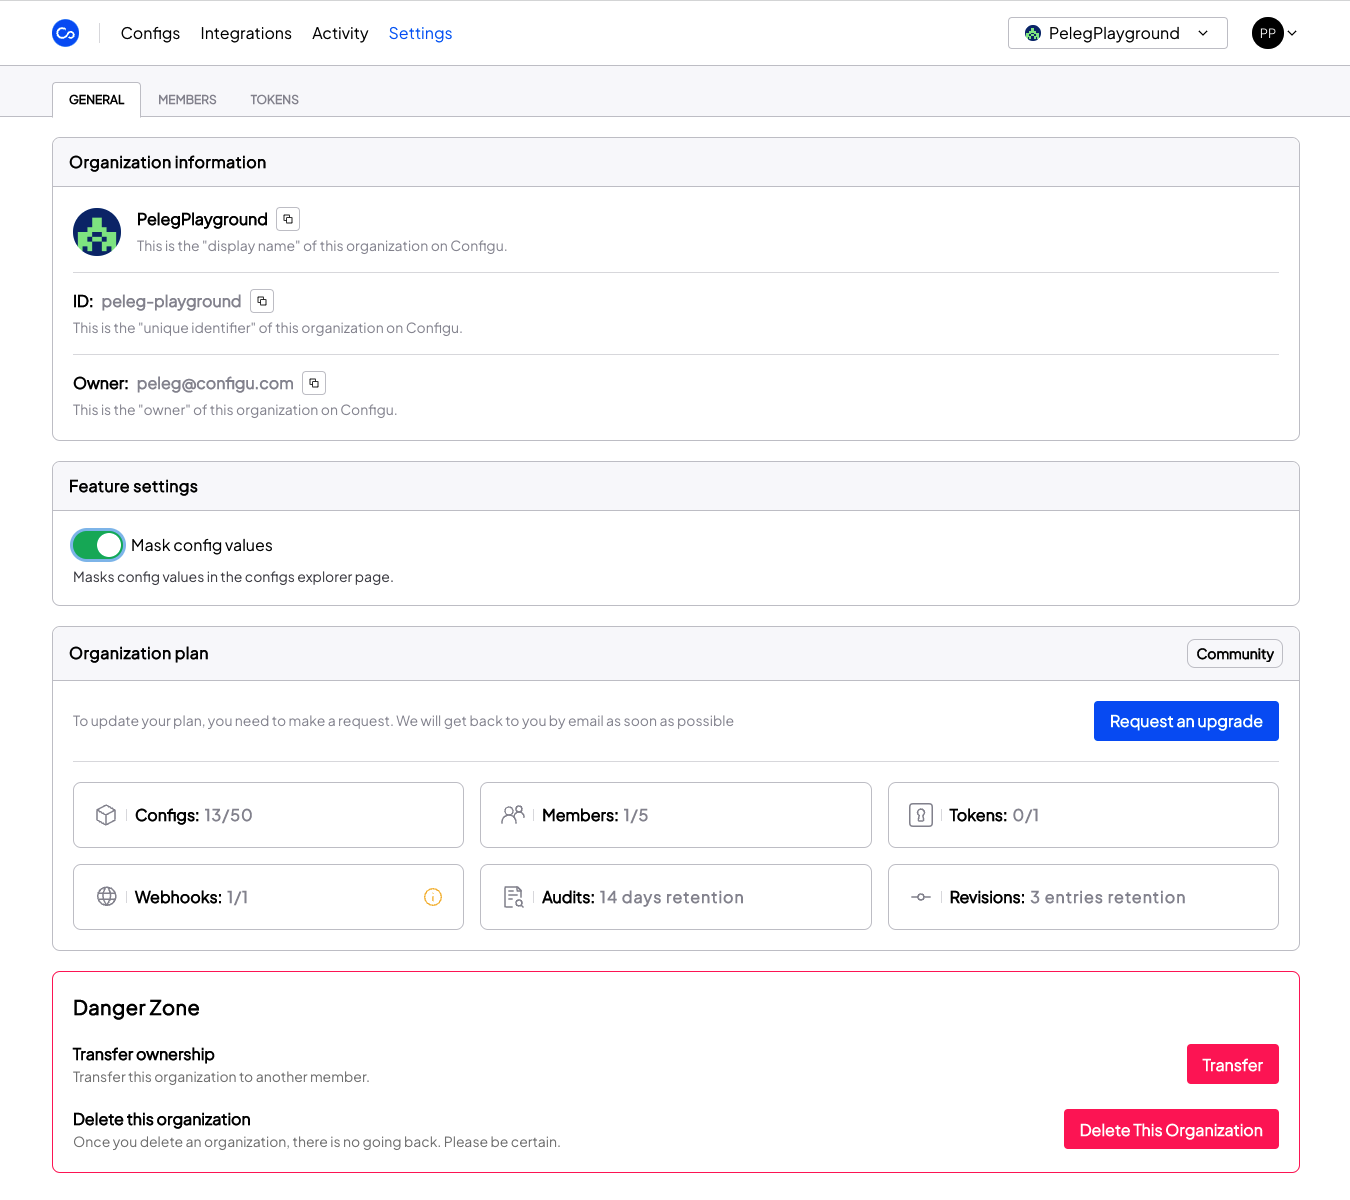 Configs Integrations Activity Settings PelegPlayground PP
GENERAL MEMBERS TOKENS
Organization information
PelegPlayground
This is the "display name" of this organization on Configu.
ID: peleg-playground
This is the "unique identifier" of this organization on Configu.
Owner: peleg@configu.com
This is the "owner" of this organization on Configu.
Feature settings
Mask config values
Masks config values in the configs explorer page.
Organization plan Community
To update your plan, you need to make a request. We will get back to you by email as soon as possible Request an upgrade
Configs: 13/50 Members: 1/5 Tokens: 0/1
Webhooks: 1/1 Audits: 14 days retention Revisions: 3 entries retention
Danger Zone
Transfer ownership
Transfer this organization to another member.
Transfer
Delete this organization
Once you delete an organization, there is no going back. Please be certain.
Delete This Organization